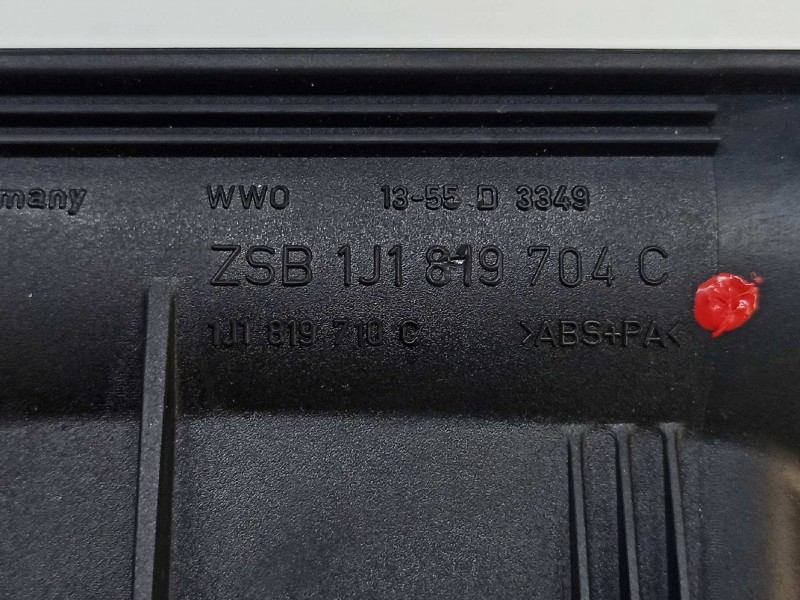 many WWO 13-55 D 3349
ZSB 1J1 819 704 C
1J1 819 710 C >ABS+PA<